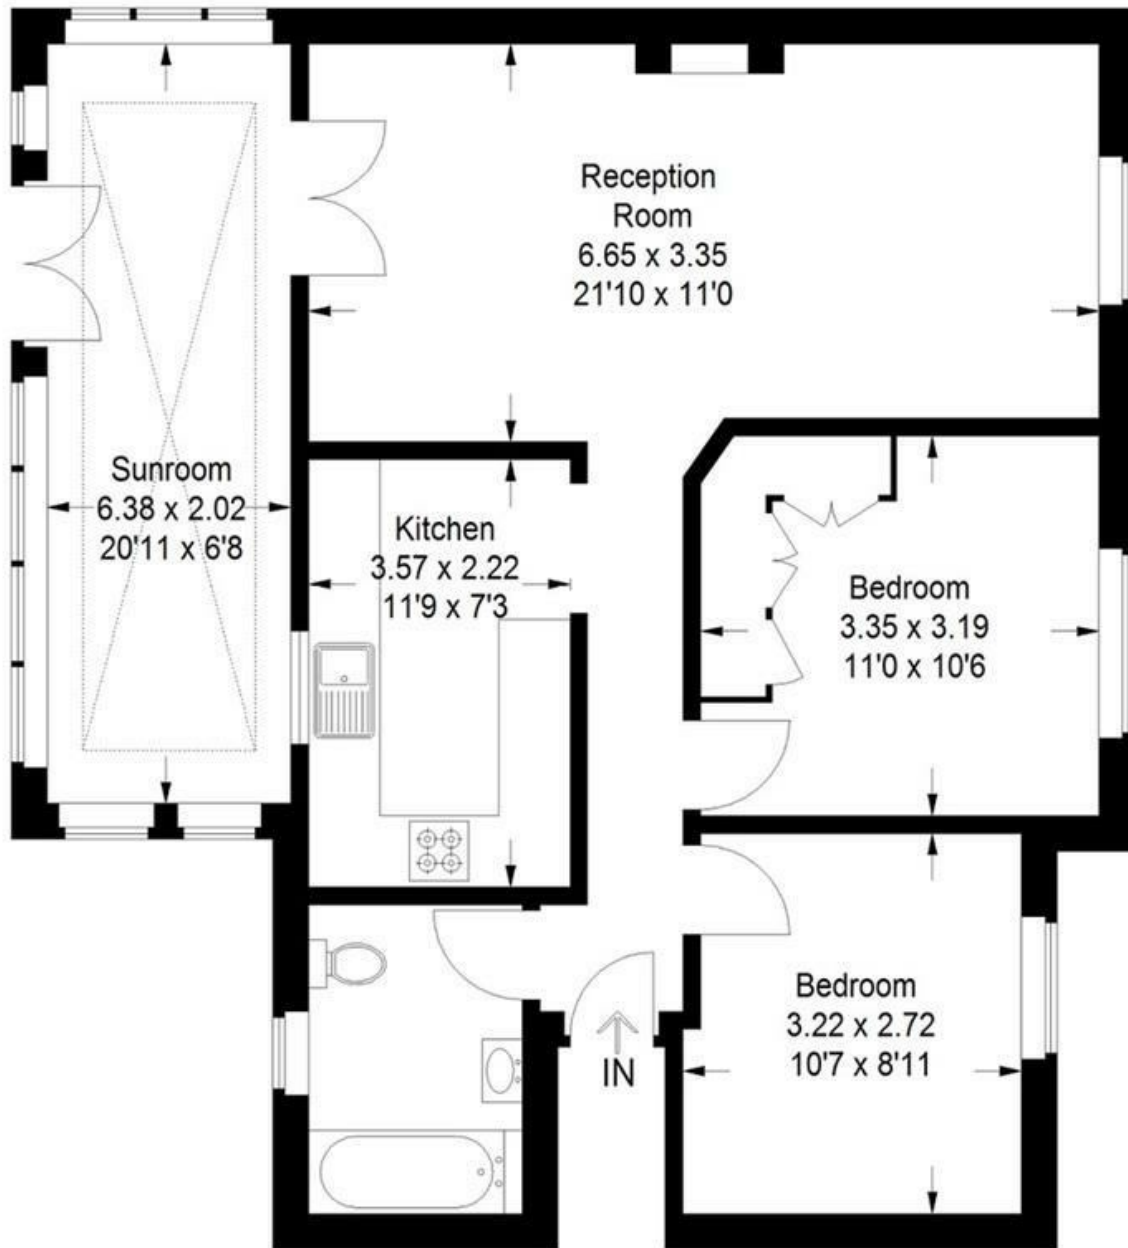 Reception
Room
6.65 x 3.35
21'10 x 11'0
Sunroom
6.38 x 2.02
20'11 x 6'8
Kitchen
3.57 x 2.22
11'9 x 7'3
Bedroom
3.35 x 3.19
11'0 x 10'6
Bedroom
3.22 x 2.72
10'7 x 8'11
IN